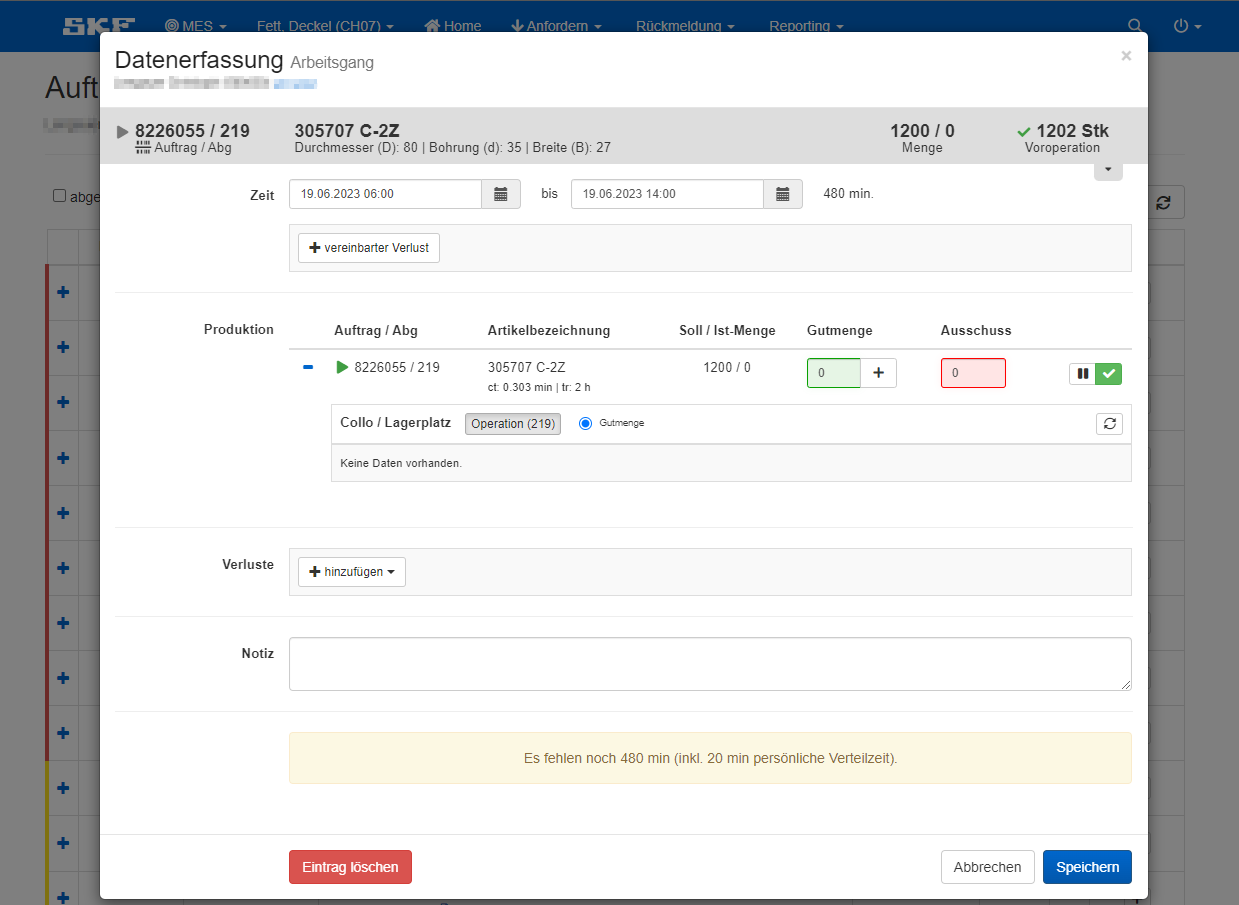 SKF MES Fett, Deckel (CH07) Home Anfordern Rückmeldung Reporting
Auft
abge
Datenerfassung Arbeitsgang ×
8226055 / 219 305707 C-2Z 1200 / 0 1202 Stk
Auftrag / Abg Durchmesser (D): 80 | Bohrung (d): 35 | Breite (B): 27 Menge Voroperation
Zeit 19.06.2023 06:00 bis 19.06.2023 14:00 480 min.
vereinbarter Verlust
Produktion Auftrag / Abg Artikelbezeichnung Soll / Ist-Menge Gutmenge Ausschuss
8226055 / 219 305707 C-2Z 1200 / 0 0 0
ct: 0.303 min | tr: 2 h
Collo / Lagerplatz Operation (219) Gutmenge
Keine Daten vorhanden.
Verluste hinzufügen
Notiz
Es fehlen noch 480 min (inkl. 20 min persönliche Verteilzeit).
Eintrag löschen Abbrechen Speichern